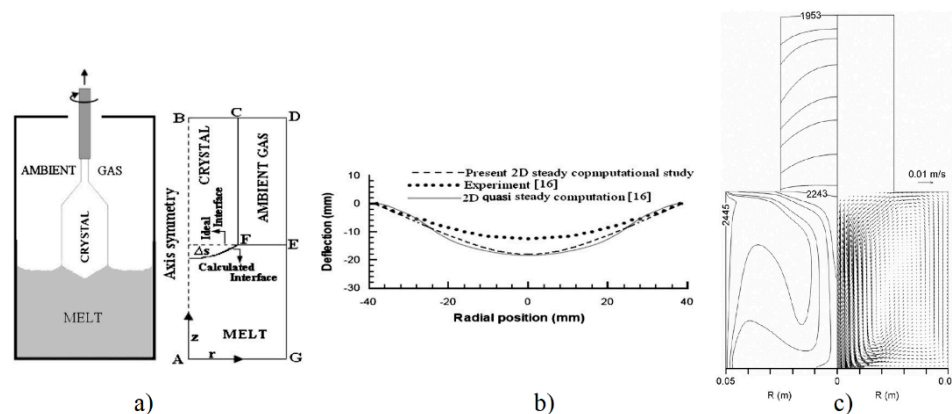 AMBIENT GAS
CRYSTAL
MELT
a)
B
C
D
Axis symmetry
CRYSTAL
AMBIENT GAS
Ideal
Interface
F
E
Δs
Calculated
Interface
MELT
z
r
A
G
Present 2D steady copmputational study
Experiment [16]
2D quasi steady computation [16]
Deflection (mm)
10
0
-10
-20
-30
-40
-20
0
20
40
Radial position (mm)
b)
1953
0.01 m/s
2243
2445
0.05
0
0.0
R (m)
R (m)
c)